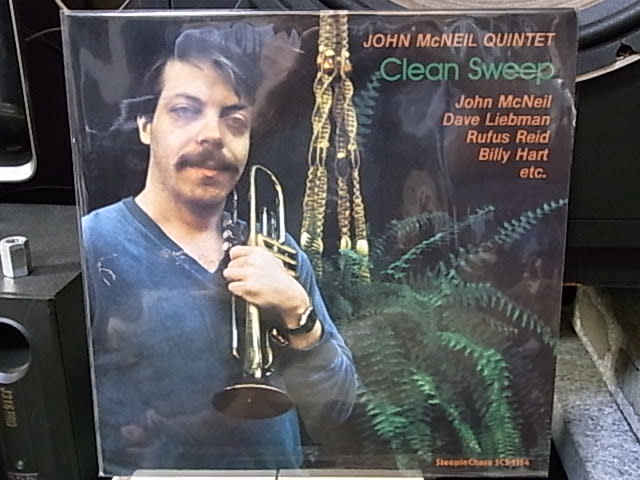 JOHN McNEIL QUINTET
Clean Sweep
John McNeil
Dave Liebman
Rufus Reid
Billy Hart
etc.
SteepleChase SCS-1154